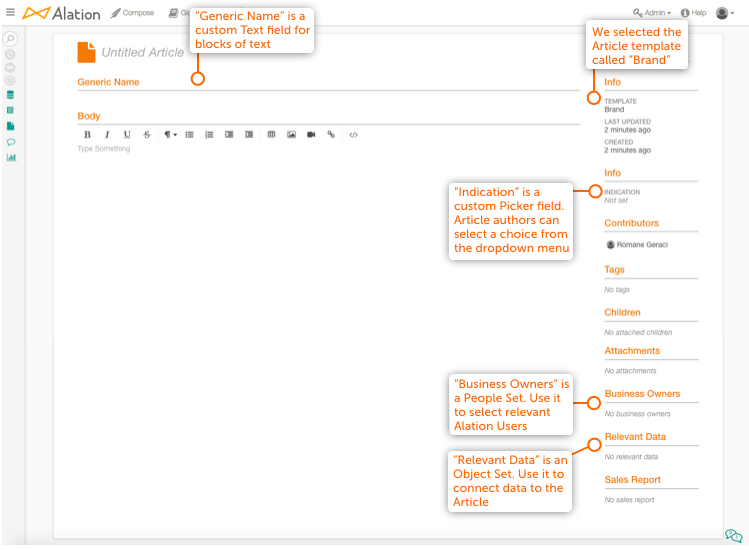 Alation
Compose
Admin
Help
"Generic Name" is a
custom Text field for
blocks of text
We selected the
Article template
called "Brand"
Untitled Article
Generic Name
Body
B I U S
Type Something
Info
TEMPLATE
Brand
LAST UPDATED
2 minutes ago
CREATED
2 minutes ago
Info
INDICATION
Not set
"Indication" is a
custom Picker field.
Article authors can
select a choice from
the dropdown menu
Contributors
Romane Geraci
Tags
No tags
Children
No attached children
Attachments
No attachments
"Business Owners" is
a People Set. Use it
to select relevant
Alation Users
Business Owners
No business owners
"Relevant Data" is an
Object Set. Use it to
connect data to the
Article
Relevant Data
No relevant data
Sales Report
No sales report